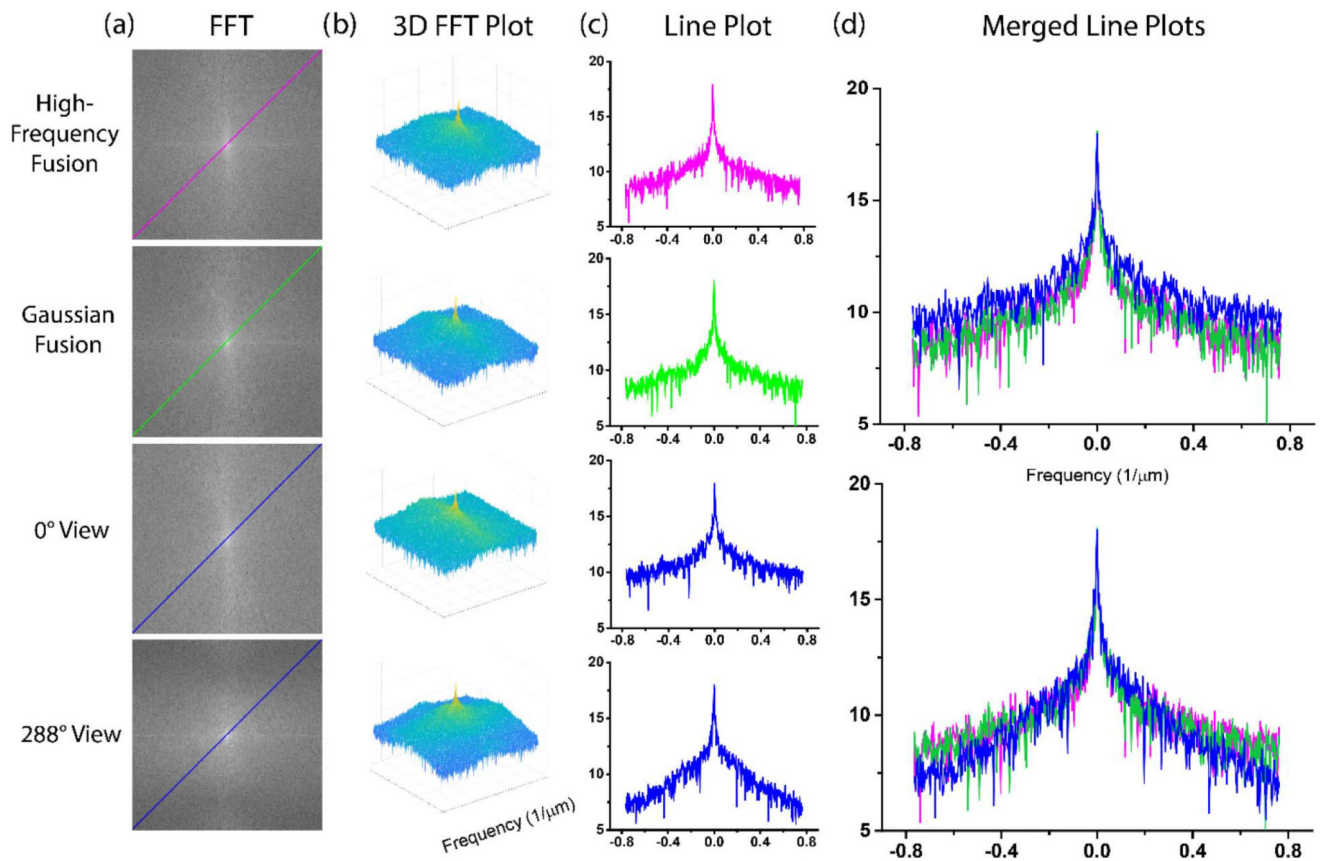 (a) FFT
(b) 3D FFT Plot
(c) Line Plot
(d) Merged Line Plots
High-
Frequency
Fusion
Gaussian
Fusion
0° View
288° View
Frequency (1/µm)
20
15
10
5
-0.8 -0.4 0.0 0.4 0.8
20
15
10
5
-0.8 -0.4 0.0 0.4 0.8
20
15
10
5
-0.8 -0.4 0.0 0.4 0.8
20
15
10
5
-0.8 -0.4 0.0 0.4 0.8
20
15
10
5
-0.8 -0.4 0.0 0.4 0.8
Frequency (1/µm)
20
15
10
5
-0.8 -0.4 0.0 0.4 0.8